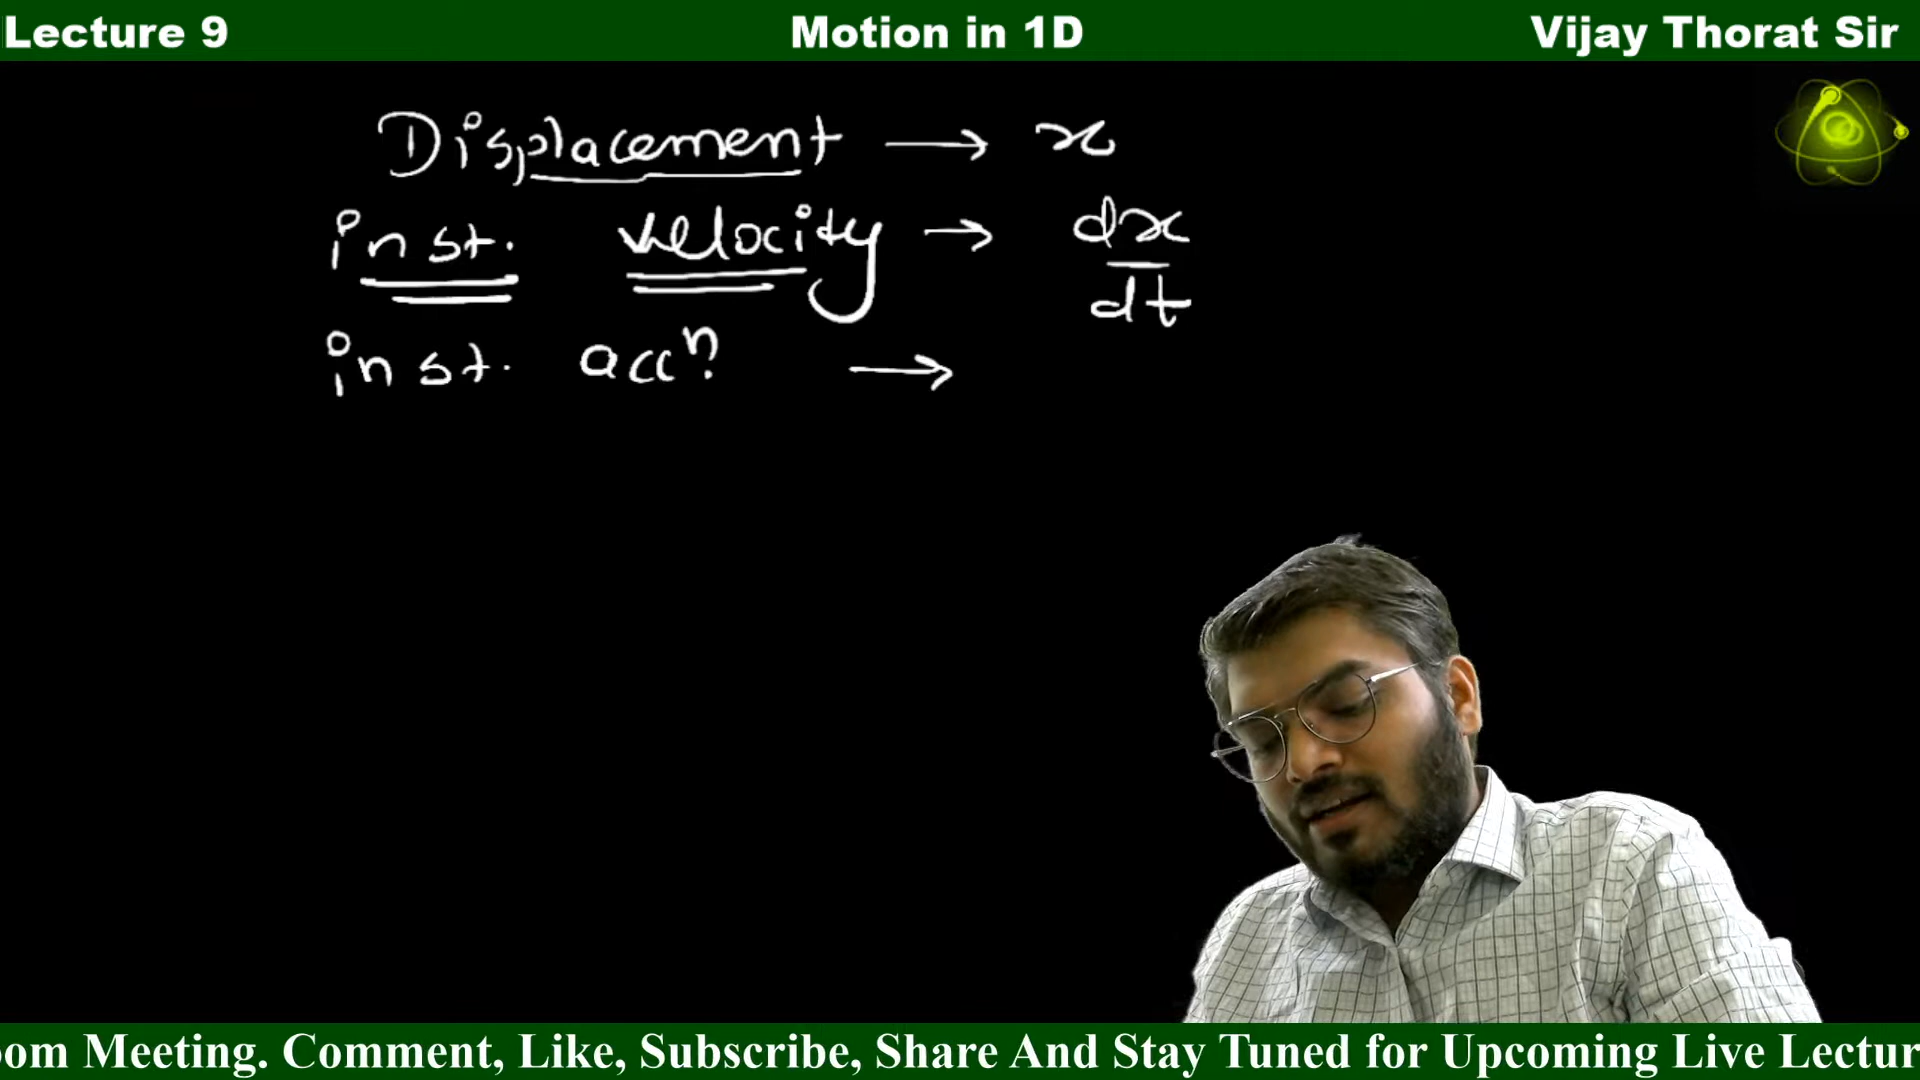 Lecture 9 Motion in 1D Vijay Thorat Sir
Displacement → x
inst. velocity → dx/dt
inst. accⁿ. →
oom Meeting. Comment, Like, Subscribe, Share And Stay Tuned for Upcoming Live Lectur